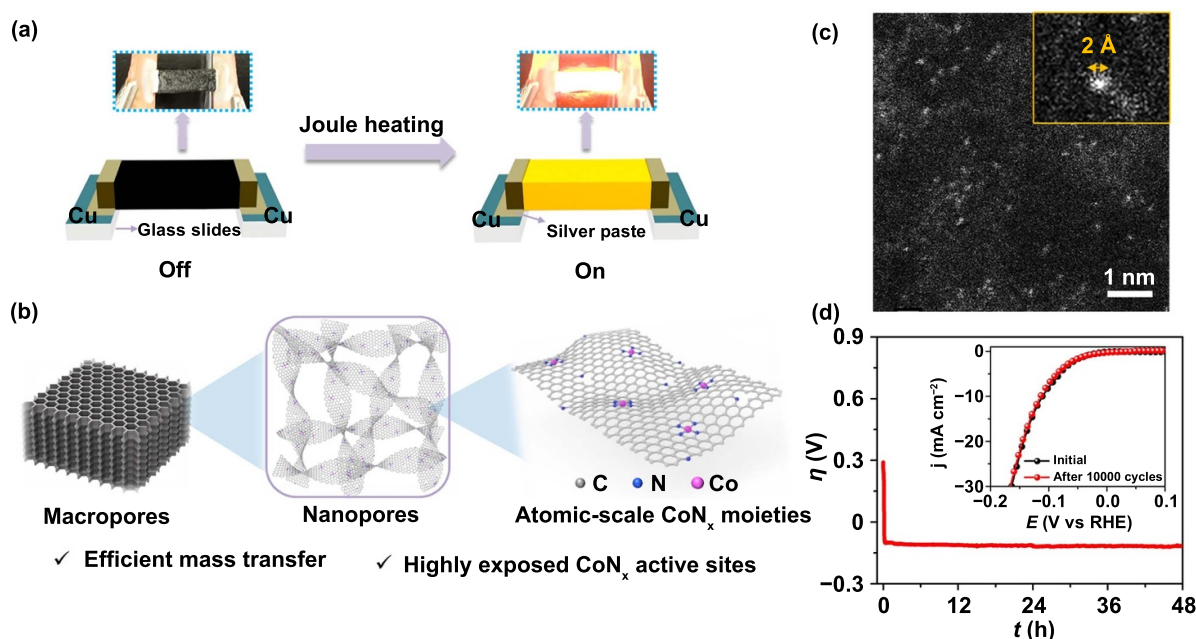 (a)
Joule heating
Cu
Cu
Glass slides
Off
Cu
Cu
Silver paste
On
(b)
Macropores
Nanopores
C
N
Co
Atomic-scale CoNₓ moieties
✓ Efficient mass transfer
✓ Highly exposed CoNₓ active sites
(c)
2 Å
1 nm
(d)
0.9
0.6
0.3
0
−0.3
η (V)
0
12
24
36
48
t (h)
0
−10
−20
−30
j (mA cm⁻²)
Initial
After 10000 cycles
−0.2
−0.1
0.0
0.1
E (V vs RHE)